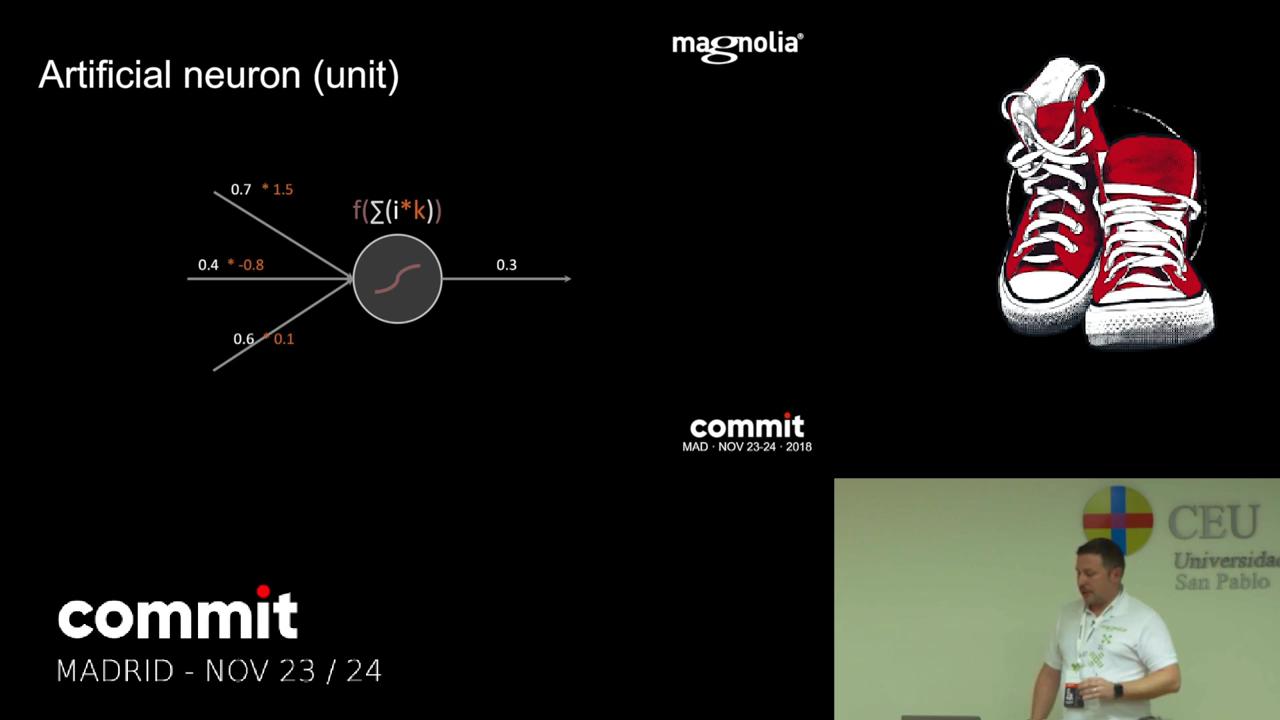 magnolia®
Artificial neuron (unit)
0.7 * 1.5
f(∑(i*k))
0.4 * -0.8
0.3
0.6 * 0.1
commit
MAD · NOV 23-24 · 2018
commit
MADRID - NOV 23 / 24
CEU
Universidad
San Pablo
magnolia